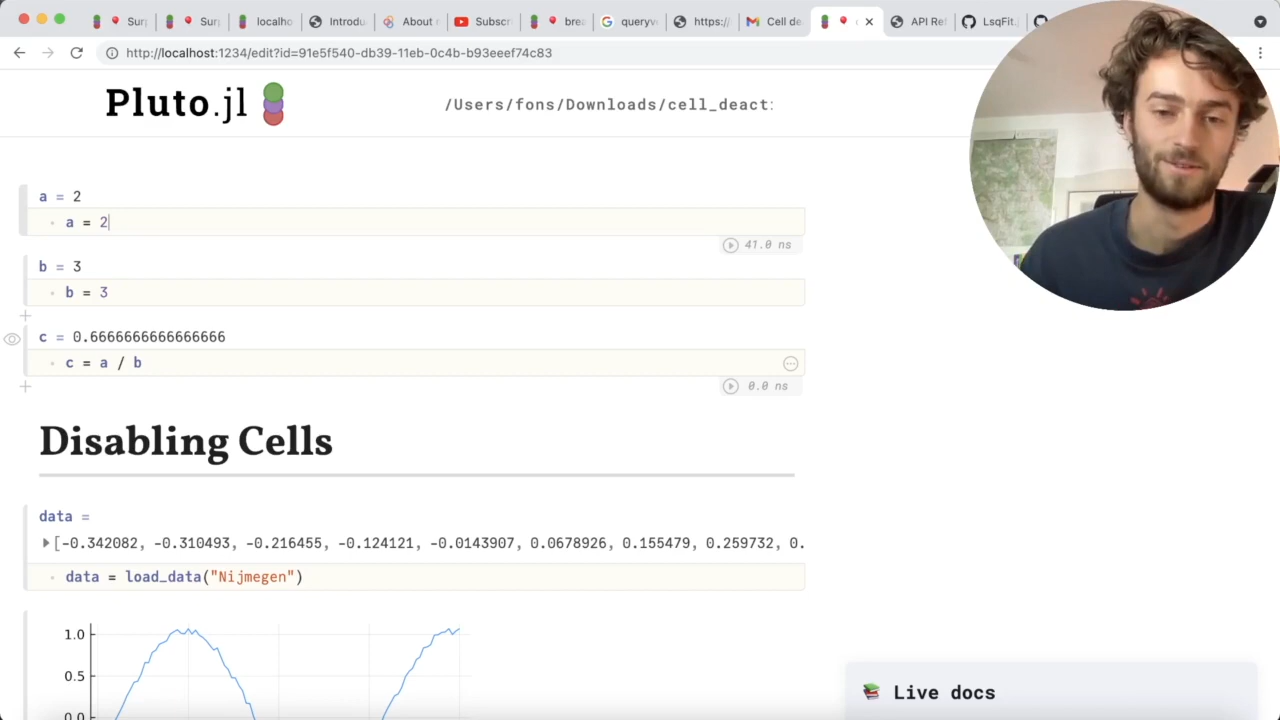 Sur
Sur
localho
Introdu
About
Subscr
brea
queryv
https:/
Cell de
API Ref
LsqFit.
http://localhost:1234/edit?id=91e5f540-db39-11eb-0c4b-b93eeef74c83
Pluto.jl
/Users/fons/Downloads/cell_deact
a = 2
a = 2
41.0 ns
b = 3
b = 3
c = 0.6666666666666666
c = a / b
0.0 ns
Disabling Cells
data =
[-0.342082, -0.310493, -0.216455, -0.124121, -0.0143907, 0.0678926, 0.155479, 0.259732, 0.
data = load_data("Nijmegen")
1.0
0.5
0.0
Live docs